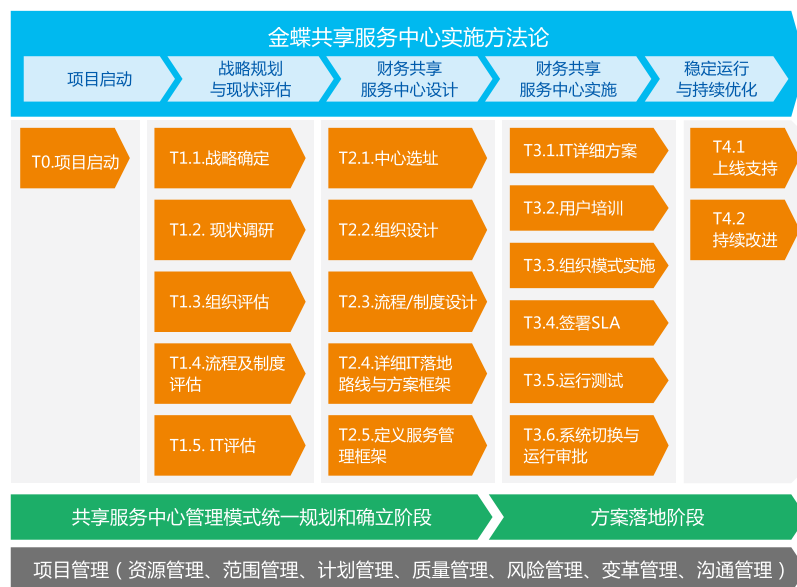 金蝶共享服务中心实施方法论
项目启动
战略规划
与现状评估
财务共享
服务中心设计
财务共享
服务中心实施
稳定运行
与持续优化
T0.项目启动
T1.1.战略确定
T1.2. 现状调研
T1.3.组织评估
T1.4.流程及制度
评估
T1.5. IT评估
T2.1.中心选址
T2.2.组织设计
T2.3.流程/制度设计
T2.4.详细IT落地
路线与方案框架
T2.5.定义服务管
理框架
T3.1.IT详细方案
T3.2.用户培训
T3.3.组织模式实施
T3.4.签署SLA
T3.5.运行测试
T3.6.系统切换与
运行审批
T4.1
上线支持
T4.2
持续改进
共享服务中心管理模式统一规划和确立阶段
方案落地阶段
项目管理（资源管理、范围管理、计划管理、质量管理、风险管理、变革管理、沟通管理）